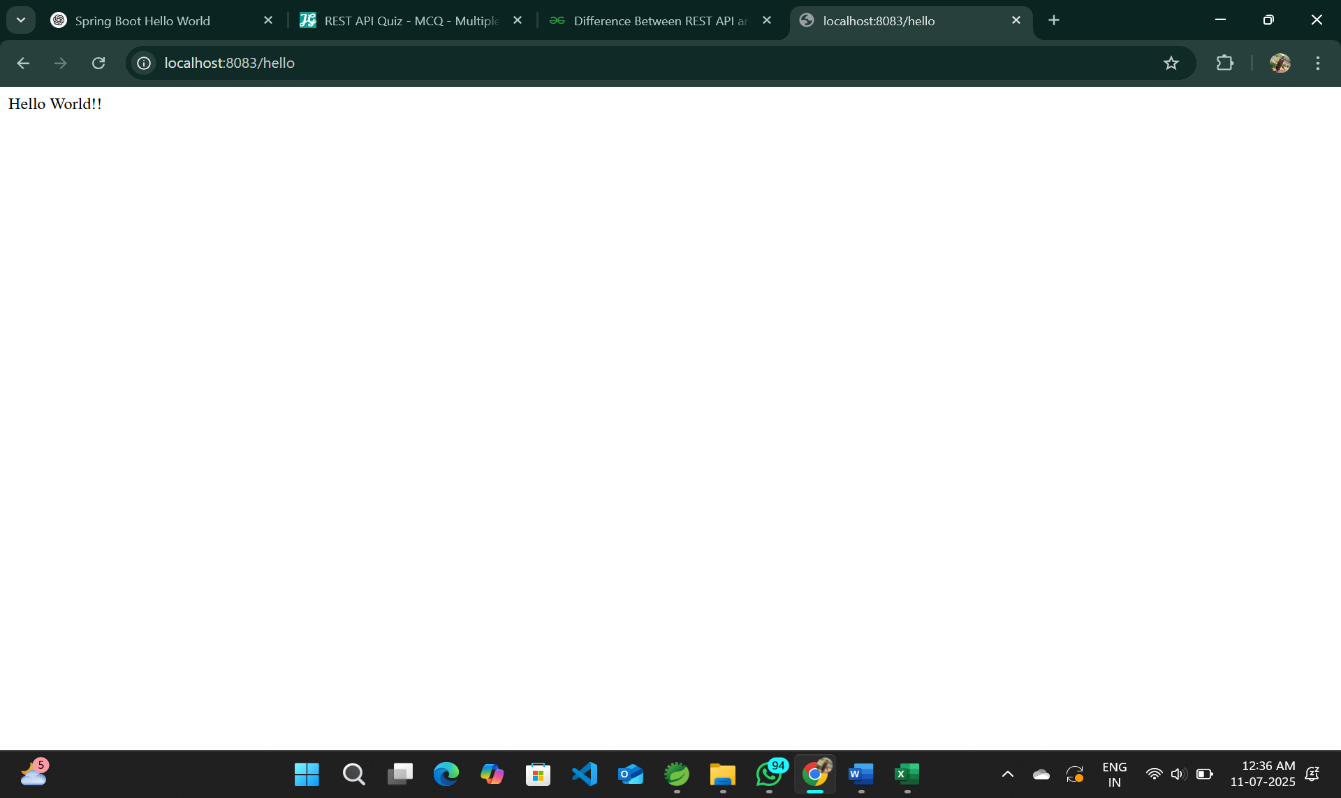 Spring Boot Hello World
REST API Quiz - MCQ - Multiple
Difference Between REST API ar
localhost:8083/hello
localhost:8083/hello
Hello World!!
5
94
ENG
IN
12:36 AM
11-07-2025